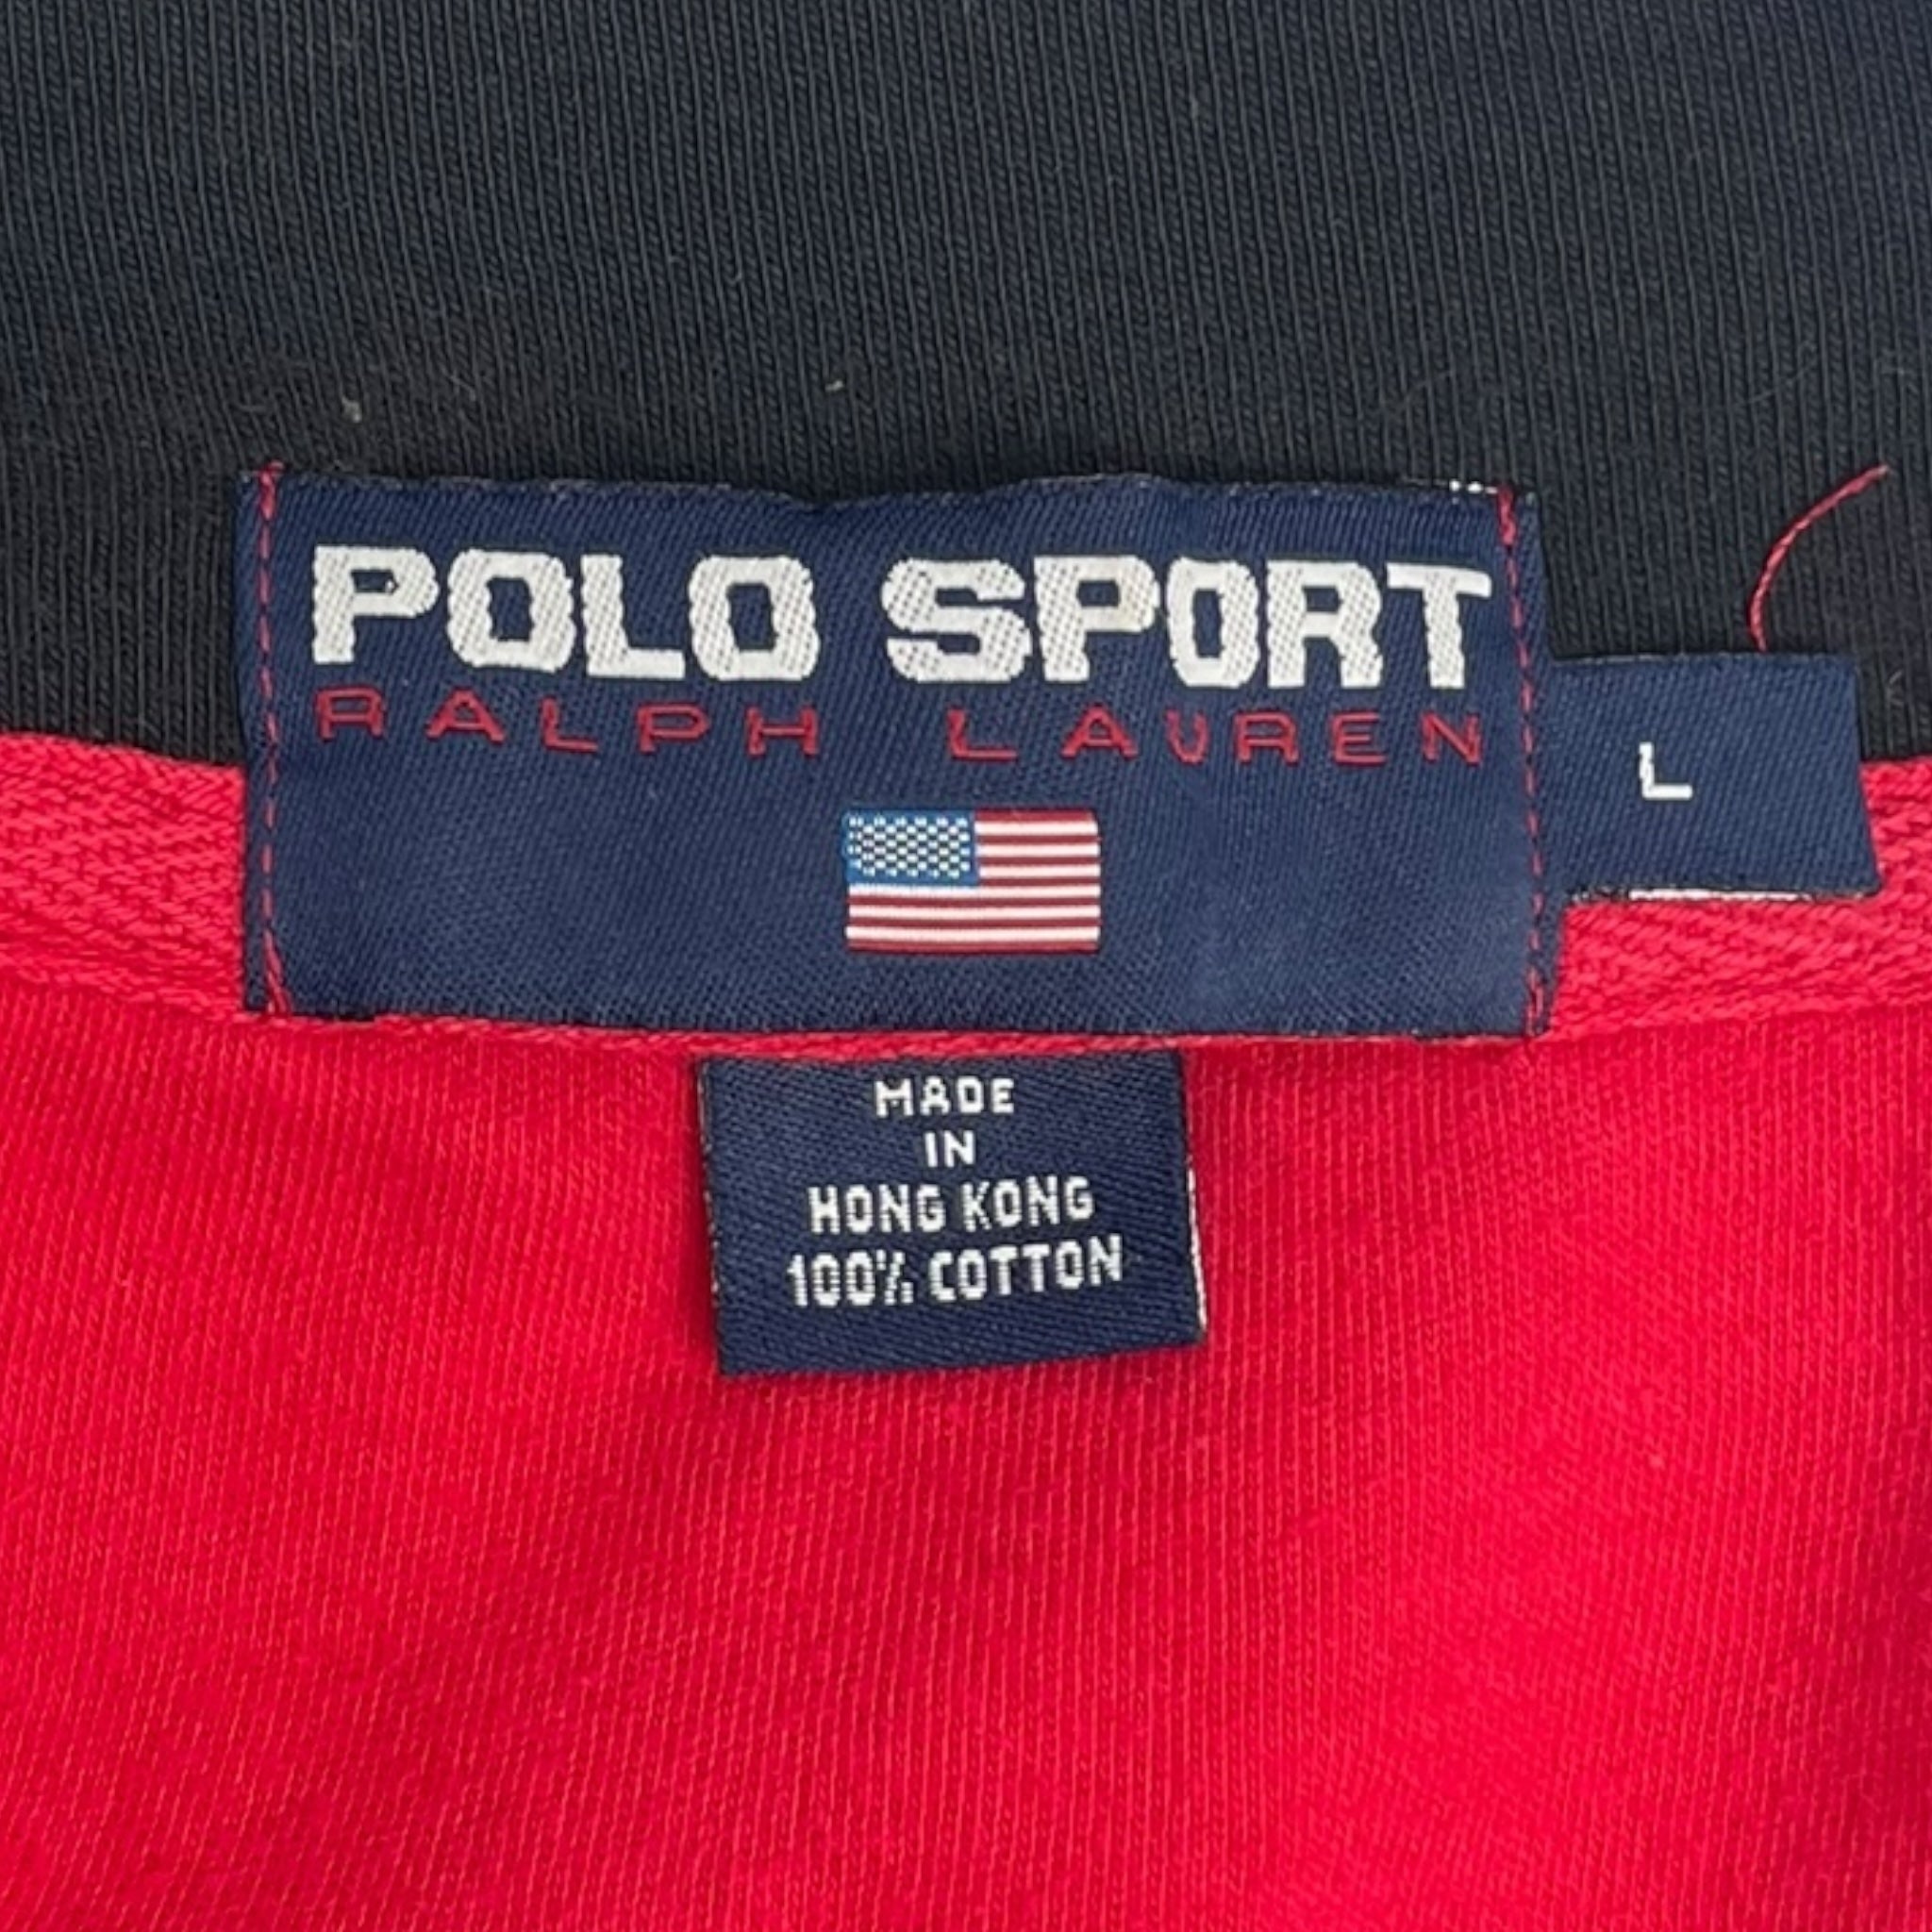 POLO SPORT
RALPH LAUREN
L
MADE
IN
HONG KONG
100% COTTON